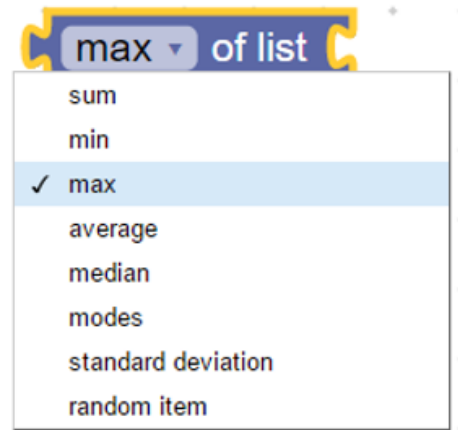 max of list
sum
min
✓ max
average
median
modes
standard deviation
random item